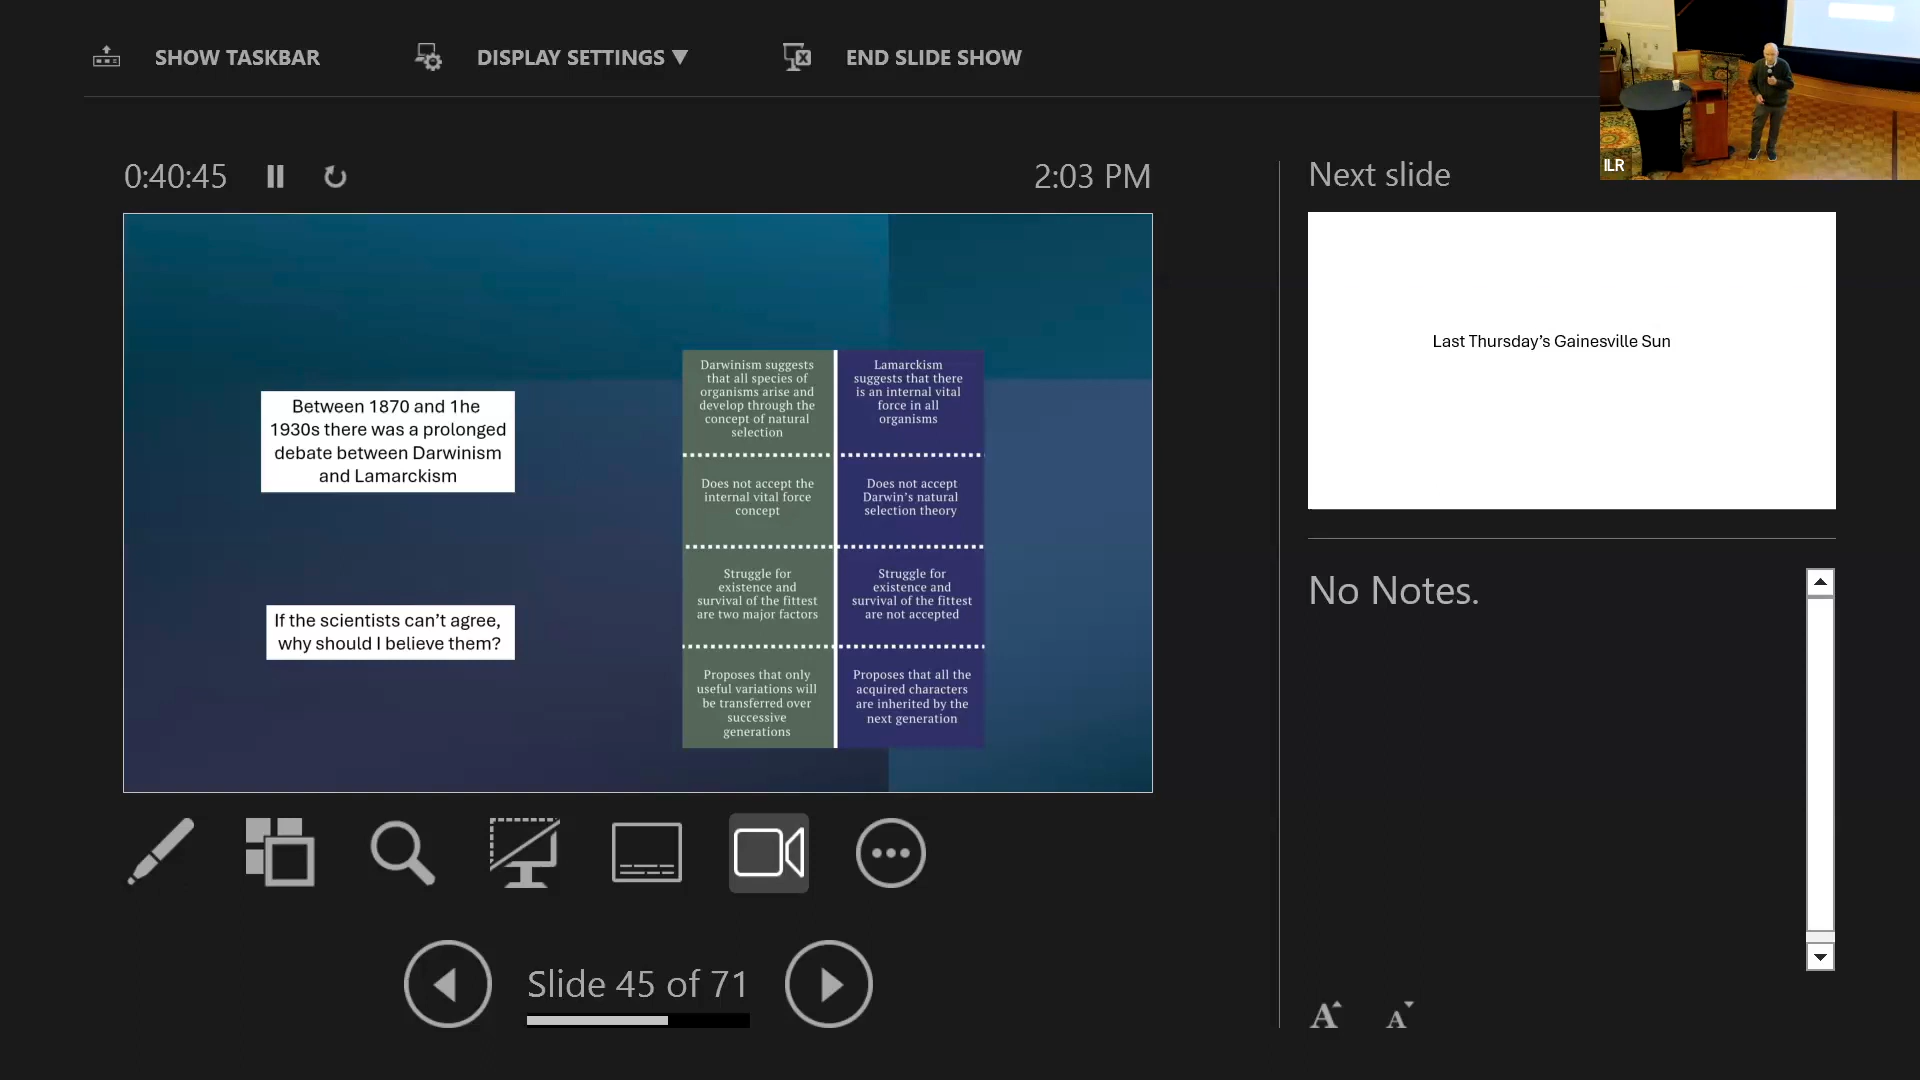 SHOW TASKBAR
DISPLAY SETTINGS ▼
END SLIDE SHOW
ILR
0:40:45
2:03 PM
Next slide
Between 1870 and 1he
1930s there was a prolonged
debate between Darwinism
and Lamarckism
If the scientists can't agree,
why should I believe them?
Darwinism suggests
that all species of
organisms arise and
develop through the
concept of natural
selection
Lamarckism
suggests that there
is an internal vital
force in all
organisms
Does not accept the
internal vital force
concept
Does not accept
Darwin's natural
selection theory
Struggle for
existence and
survival of the fittest
are two major factors
Struggle for
existence and
survival of the fittest
are not accepted
Proposes that only
useful variations will
be transferred over
successive
generations
Proposes that all the
acquired characters
are inherited by the
next generation
Last Thursday's Gainesville Sun
No Notes.
Slide 45 of 71
A A